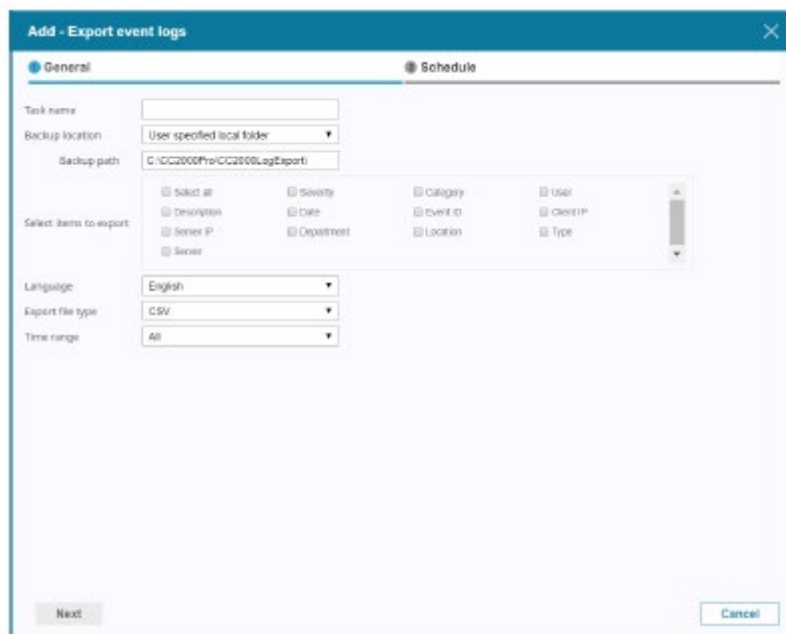 Add - Export event logs
1 General
2 Schedule
Task name
Backup location User specified local folder
Backup path C:\CC2000Pro\CC2000LogExport\
Select all Severity Category User
Description Date Event ID Client IP
Select items to export
Server IP Department Location Type
Server
Language English
Export file type CSV
Time range All
Next Cancel